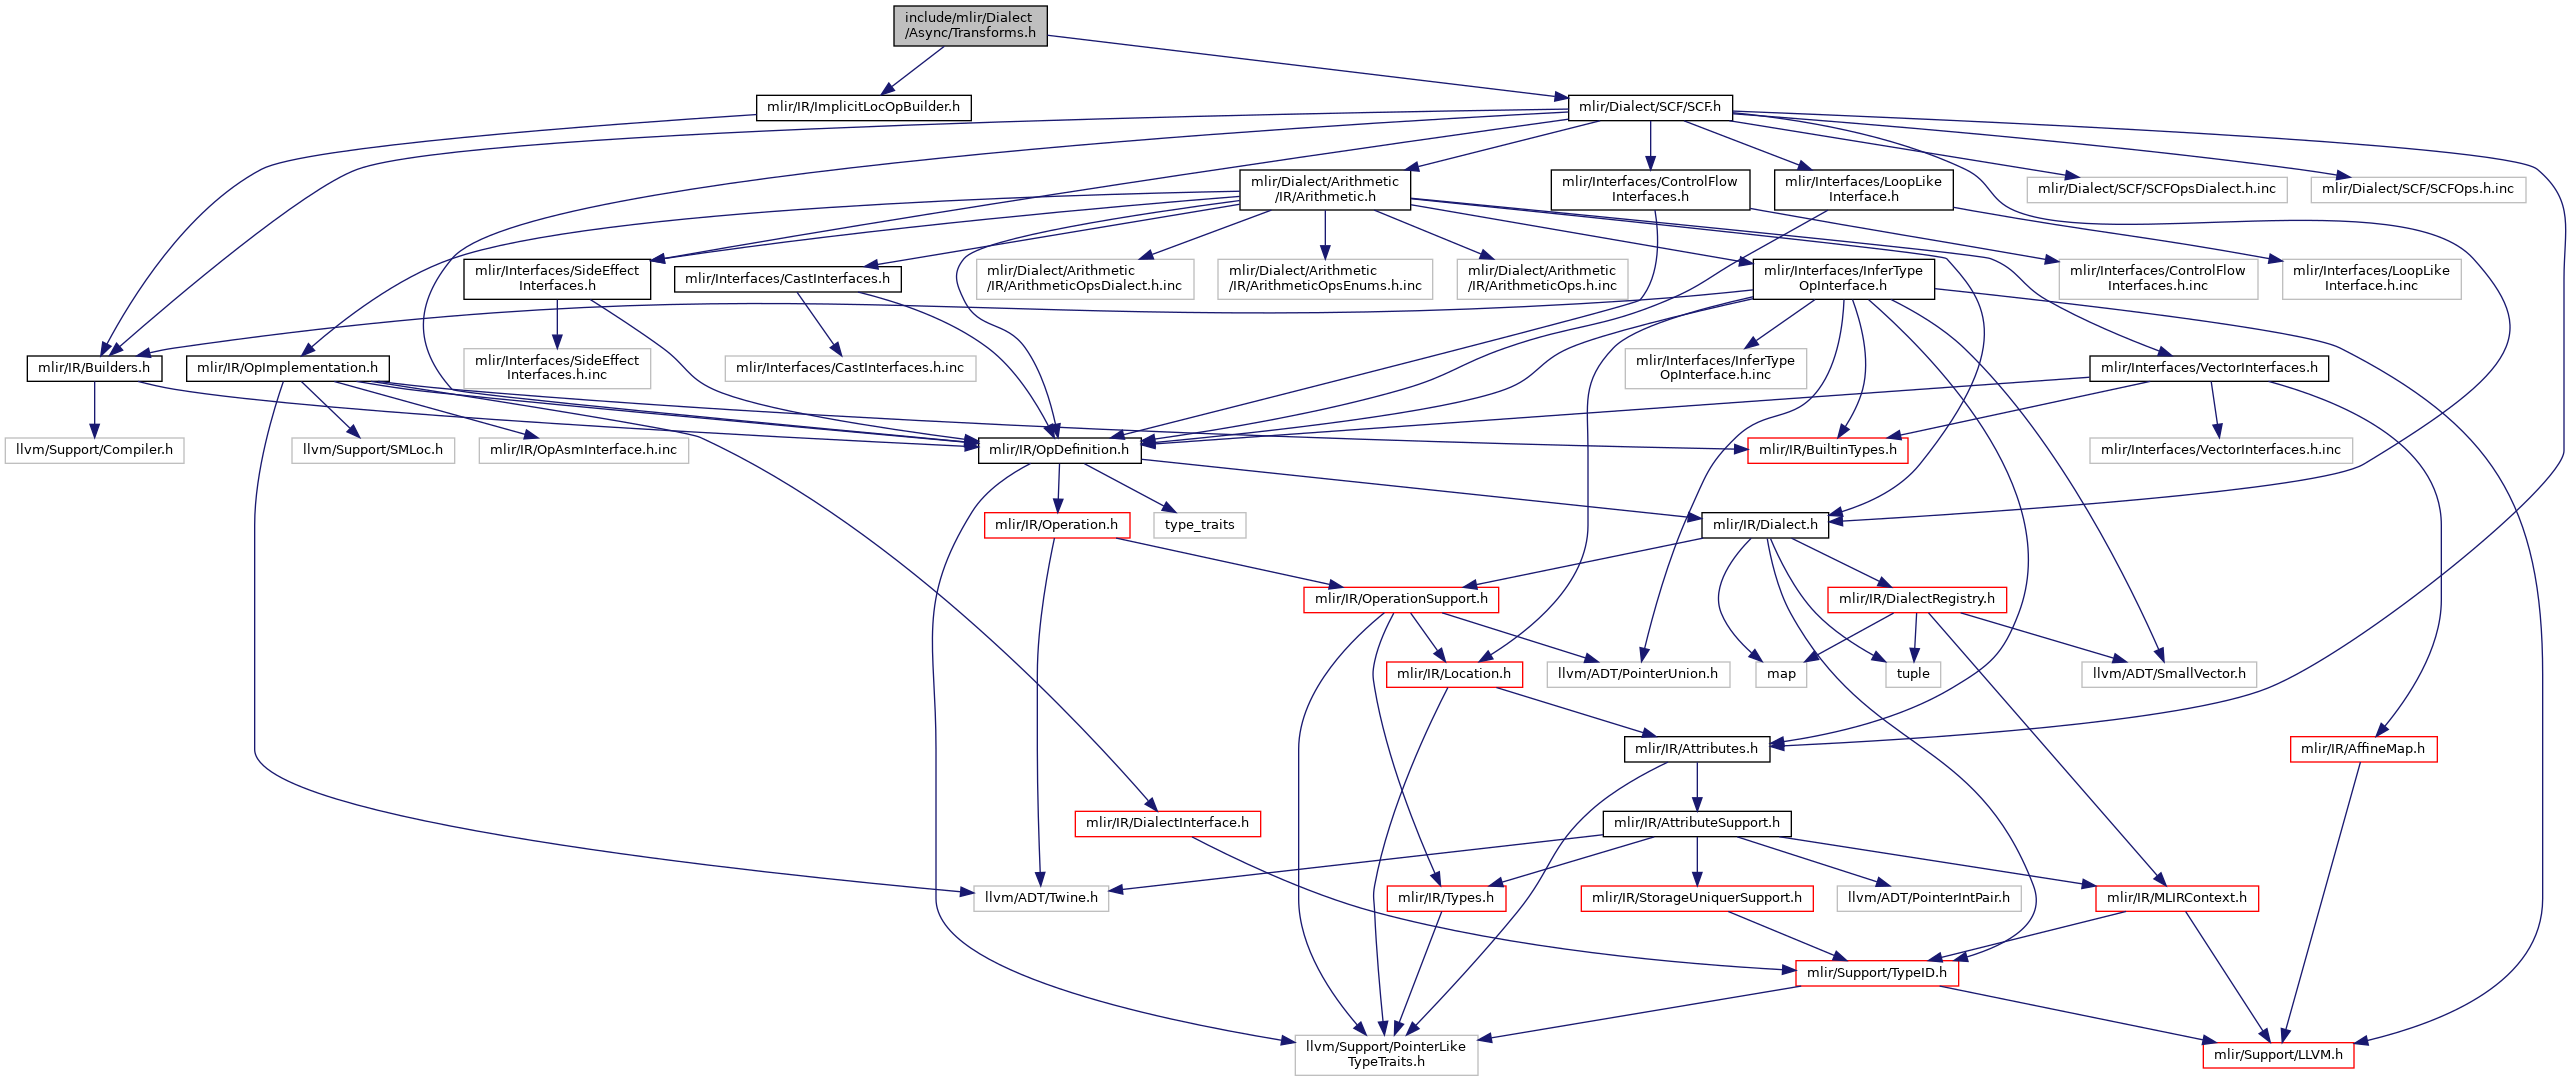 include/mlir/Dialect
/Async/Transforms.h
mlir/IR/ImplicitLocOpBuilder.h
mlir/Dialect/SCF/SCF.h
mlir/Dialect/Arithmetic
/IR/Arithmetic.h
mlir/Interfaces/ControlFlow
Interfaces.h
mlir/Interfaces/LoopLike
Interface.h
mlir/Dialect/SCF/SCFOpsDialect.h.inc
mlir/Dialect/SCF/SCFOps.h.inc
mlir/Interfaces/SideEffect
Interfaces.h
mlir/Interfaces/CastInterfaces.h
mlir/Dialect/Arithmetic
/IR/ArithmeticOpsDialect.h.inc
mlir/Dialect/Arithmetic
/IR/ArithmeticOpsEnums.h.inc
mlir/Dialect/Arithmetic
/IR/ArithmeticOps.h.inc
mlir/Interfaces/InferType
OpInterface.h
mlir/Interfaces/ControlFlow
Interfaces.h.inc
mlir/Interfaces/LoopLike
Interface.h.inc
mlir/IR/Builders.h
mlir/IR/OpImplementation.h
mlir/Interfaces/SideEffect
Interfaces.h.inc
mlir/Interfaces/CastInterfaces.h.inc
mlir/Interfaces/InferType
OpInterface.h.inc
mlir/Interfaces/VectorInterfaces.h
llvm/Support/Compiler.h
llvm/Support/SMLoc.h
mlir/IR/OpAsmInterface.h.inc
mlir/IR/OpDefinition.h
mlir/IR/BuiltinTypes.h
mlir/Interfaces/VectorInterfaces.h.inc
mlir/IR/Operation.h
type_traits
mlir/IR/Dialect.h
mlir/IR/OperationSupport.h
mlir/IR/DialectRegistry.h
mlir/IR/Location.h
llvm/ADT/PointerUnion.h
map
tuple
llvm/ADT/SmallVector.h
mlir/IR/Attributes.h
mlir/IR/AffineMap.h
mlir/IR/DialectInterface.h
mlir/IR/AttributeSupport.h
llvm/ADT/Twine.h
mlir/IR/Types.h
mlir/IR/StorageUniquerSupport.h
llvm/ADT/PointerIntPair.h
mlir/IR/MLIRContext.h
mlir/Support/TypeID.h
llvm/Support/PointerLike
TypeTraits.h
mlir/Support/LLVM.h